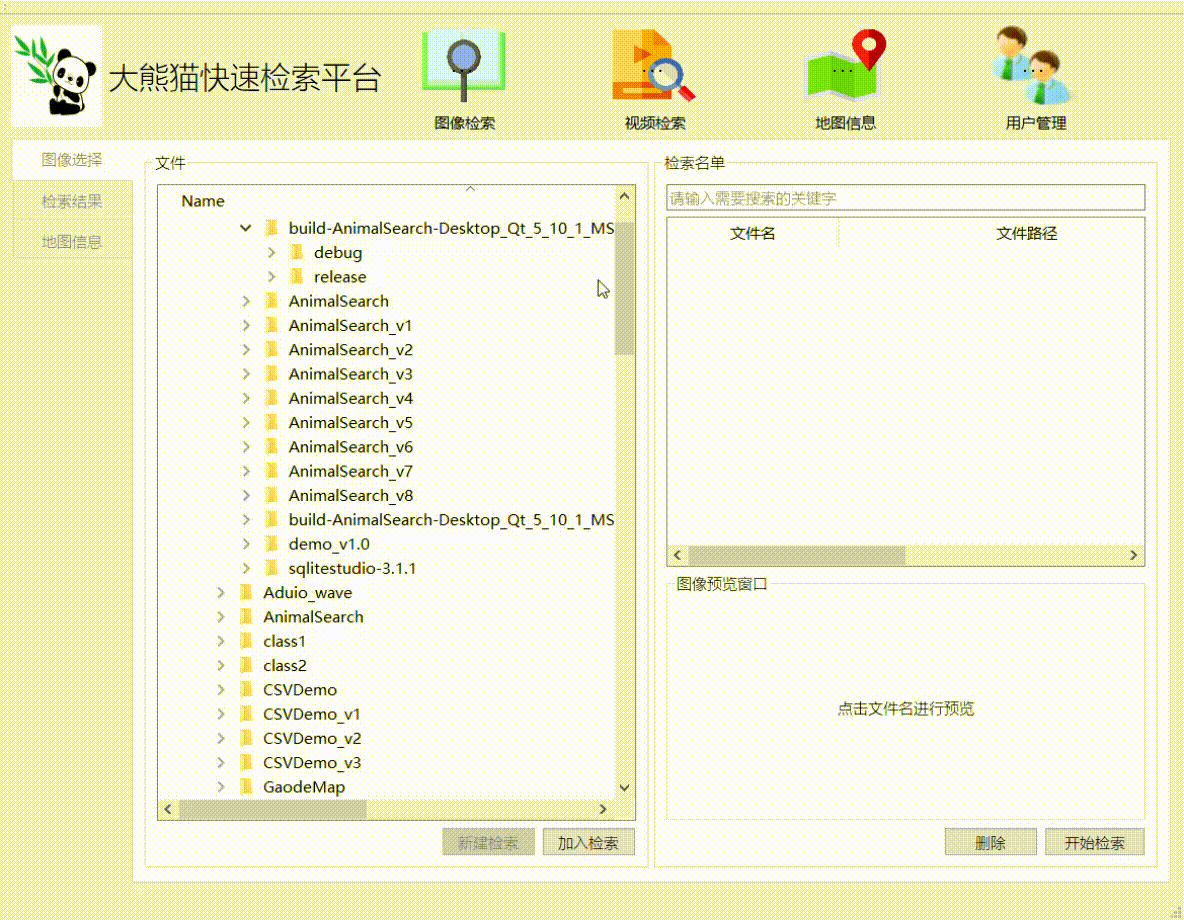 大熊猫快速检索平台
图像检索
视频检索
地图信息
用户管理
图像选择
检索结果
地图信息
文件
Name
build-AnimalSearch-Desktop_Qt_5_10_1_MS
debug
release
AnimalSearch
AnimalSearch_v1
AnimalSearch_v2
AnimalSearch_v3
AnimalSearch_v4
AnimalSearch_v5
AnimalSearch_v6
AnimalSearch_v7
AnimalSearch_v8
build-AnimalSearch-Desktop_Qt_5_10_1_MS
demo_v1.0
sqlitestudio-3.1.1
Aduio_wave
AnimalSearch
class1
class2
CSVDemo
CSVDemo_v1
CSVDemo_v2
CSVDemo_v3
GaodeMap
新建检索
加入检索
检索名单
请输入需要搜索的关键字
文件名
文件路径
图像预览窗口
点击文件名进行预览
删除
开始检索